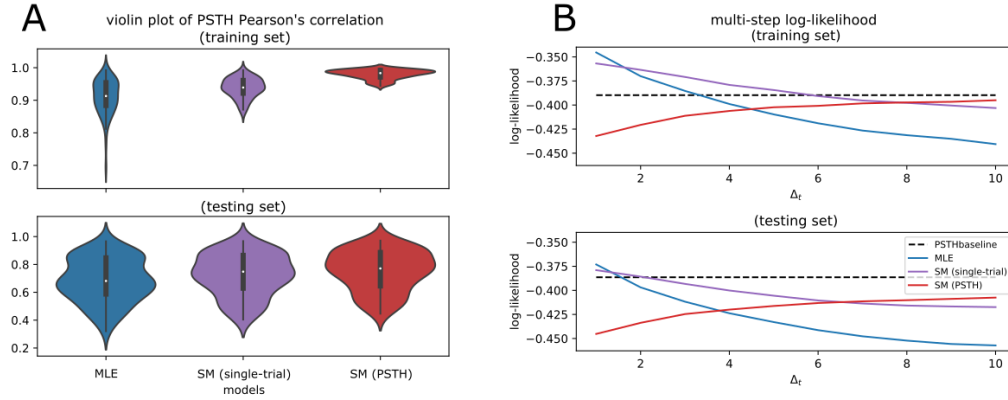 A
violin plot of PSTH Pearson's correlation
(training set)
1.0
0.9
0.8
0.7
(testing set)
1.0
0.8
0.6
0.4
0.2
MLE
SM (single-trial)
SM (PSTH)
models
B
multi-step log-likelihood
(training set)
log-likelihood
−0.350
−0.375
−0.400
−0.425
−0.450
2
4
6
8
10
Δt
(testing set)
log-likelihood
−0.350
−0.375
−0.400
−0.425
−0.450
PSTHbaseline
MLE
SM (single-trial)
SM (PSTH)
2
4
6
8
10
Δt